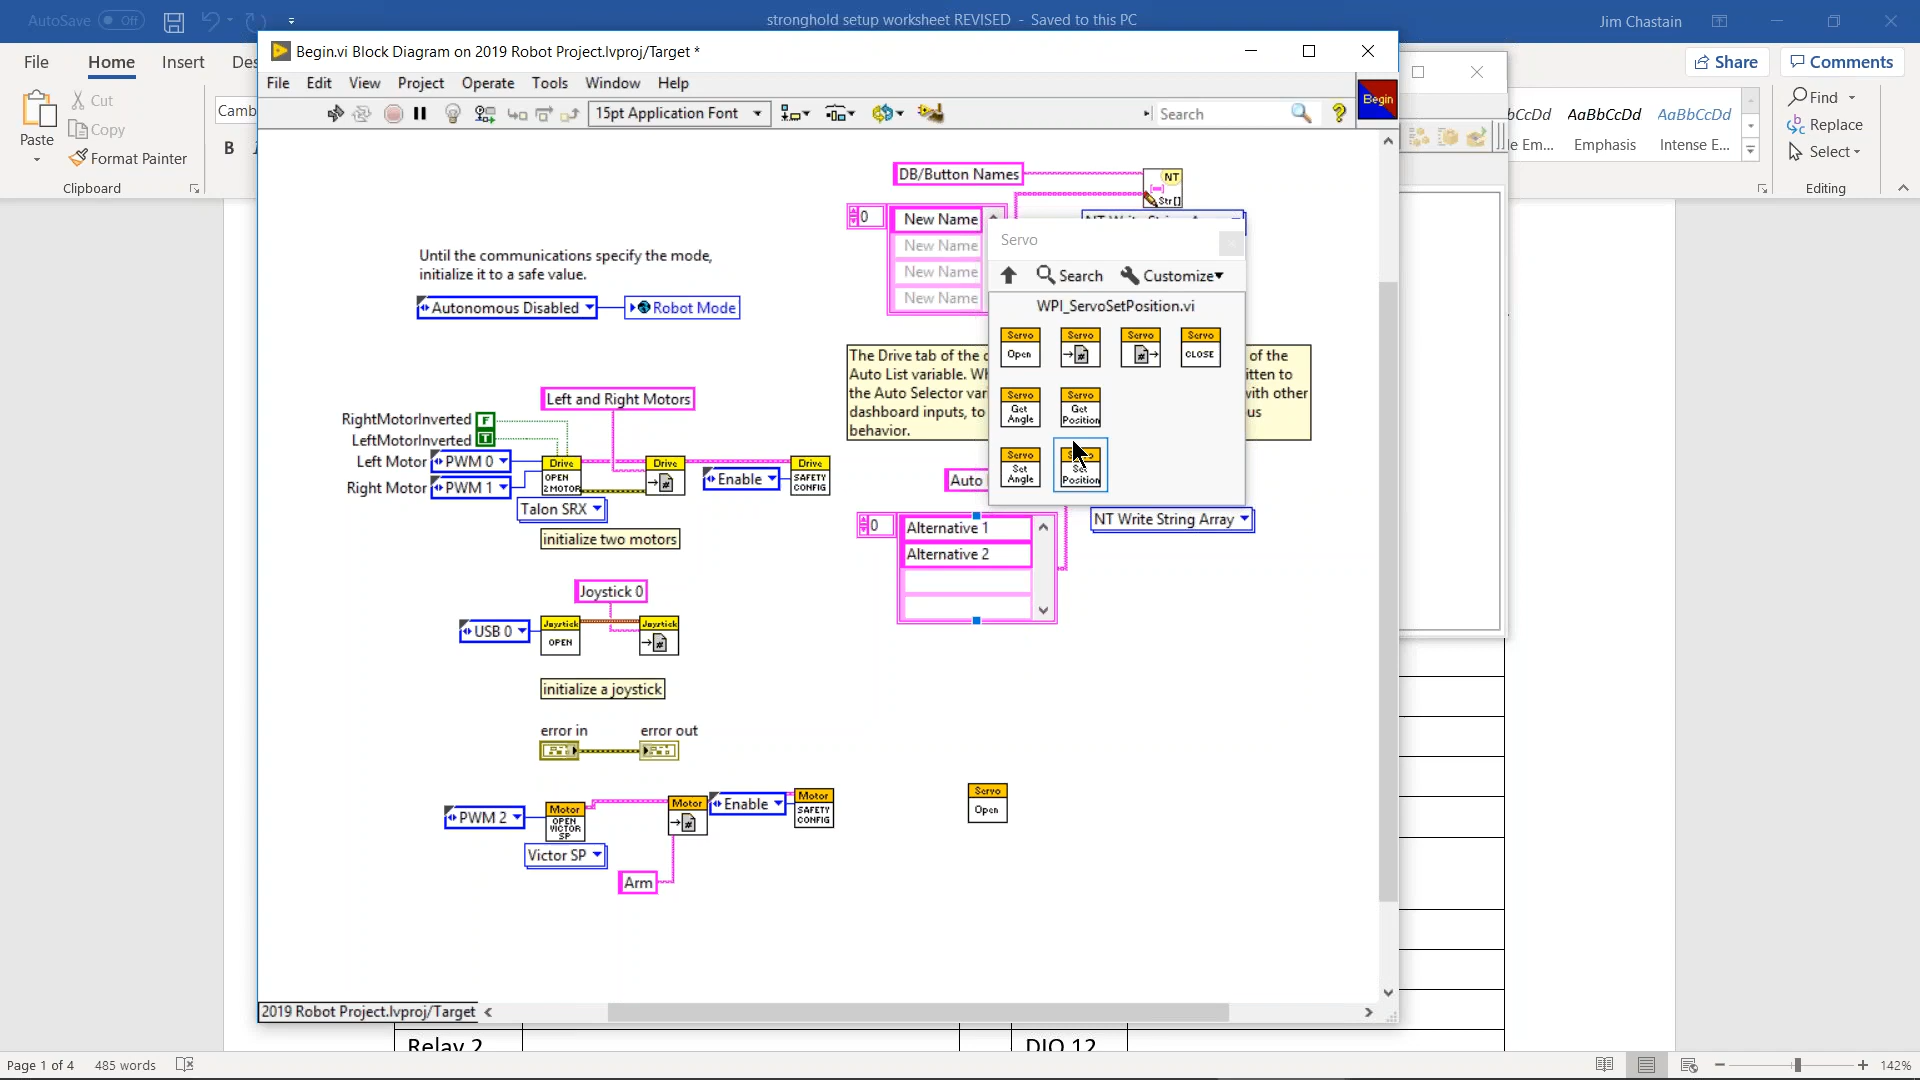 AutoSave Off
stronghold setup worksheet REVISED - Saved to this PC
Jim Chastain
File Home Insert Des
Share Comments
Paste
Cut
Copy
Format Painter
Clipboard
Camb
B
Begin.vi Block Diagram on 2019 Robot Project.lvproj/Target *
File Edit View Project Operate Tools Window Help
15pt Application Font
Search
Begin
bCcDd AaBbCcDd AaBbCcDd
e Em... Emphasis Intense E...
Find
Replace
Select
Editing
DB/Button Names
NT
Str[]
0
New Name
New Name
New Name
New Name
Until the communications specify the mode,
initialize it to a safe value.
Autonomous Disabled
Robot Mode
Servo
Search Customize
WPI_ServoSetPosition.vi
Servo Open
Servo
Servo
Servo CLOSE
Servo Get Angle
Servo Get Position
Servo Set Angle
Set Position
The Drive tab of the
of the
Auto List variable.
itten to
the Auto Selector
with other
dashboard inputs, to
us
behavior.
Left and Right Motors
RightMotorInverted F
LeftMotorInverted T
Left Motor PWM 0
Right Motor PWM 1
Drive OPEN 2MOTOR
Drive
Enable
Drive SAFETY CONFIG
Talon SRX
initialize two motors
Auto
NT Write String Array
0
Alternative 1
Alternative 2
Joystick 0
USB 0
Joystick OPEN
Joystick
initialize a joystick
error in error out
PWM 2
Motor OPEN VICTOR SP
Motor
Enable
Motor SAFETY CONFIG
Victor SP
Arm
Servo Open
2019 Robot Project.lvproj/Target
Relay 2
DIO 12
Page 1 of 4 485 words
142%